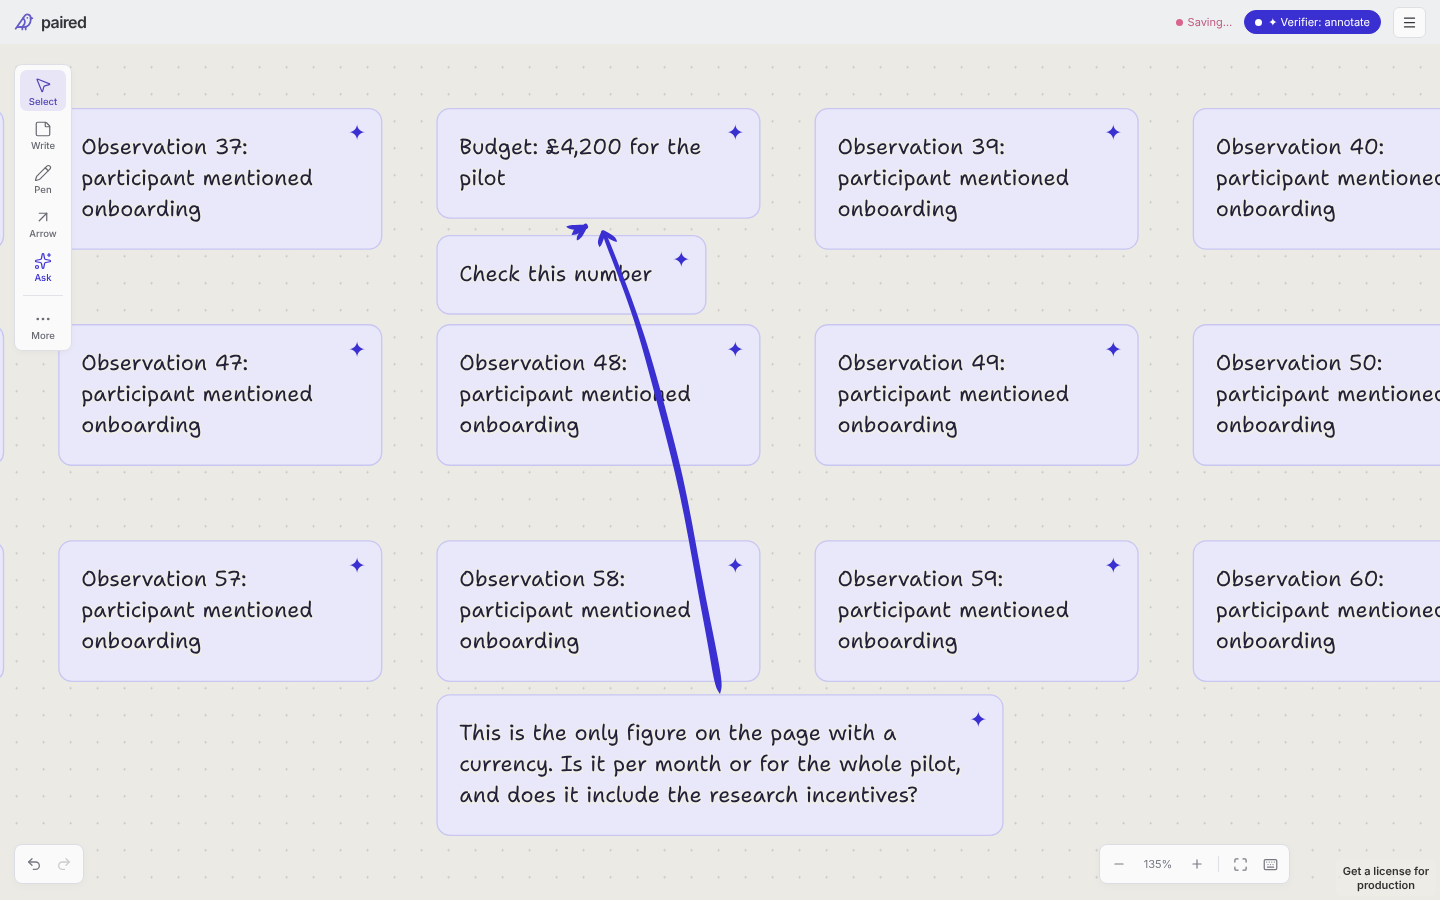 paired
Saving...
✦ Verifier: annotate
Select
Write
Pen
Arrow
Ask
More
Observation 37:
participant mentioned
onboarding
Budget: £4,200 for the
pilot
Observation 39:
participant mentioned
onboarding
Observation 40:
participant mentioned
onboarding
Check this number
Observation 47:
participant mentioned
onboarding
Observation 48:
participant mentioned
onboarding
Observation 49:
participant mentioned
onboarding
Observation 50:
participant mentioned
onboarding
Observation 57:
participant mentioned
onboarding
Observation 58:
participant mentioned
onboarding
Observation 59:
participant mentioned
onboarding
Observation 60:
participant mentioned
onboarding
This is the only figure on the page with a
currency. Is it per month or for the whole pilot,
and does it include the research incentives?
135%
Get a license for
production